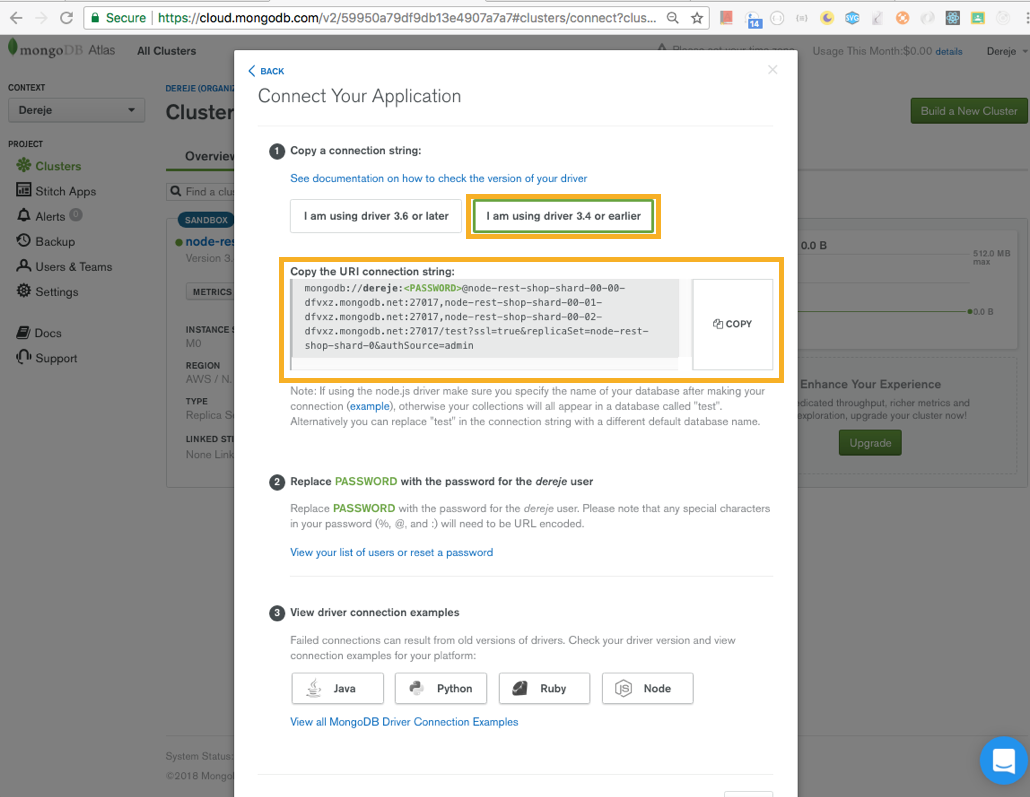 Secure https://cloud.mongodb.com/v2/59950a79df9db13e4907a7a7#clusters/connect?clus...
14
mongoDB Atlas All Clusters
Please set your time zone Usage This Month:$0.00 details Dereje
CONTEXT
Dereje
PROJECT
Clusters
Stitch Apps
Alerts 0
Backup
Users & Teams
Settings
Docs
Support
DEREJE (ORGANIZ
Cluster
Build a New Cluster
Overview
Find a clu
SANDBOX
node-res
Version 3.
METRICS
INSTANCE S
M0
REGION
AWS / N.
TYPE
Replica Se
LINKED STI
None Link
0.0 B
512.0 MB
max
0.0 B
Enhance Your Experience
dedicated throughput, richer metrics and
exploration, upgrade your cluster now!
Upgrade
System Status:
©2018 MongoD
BACK
Connect Your Application
1 Copy a connection string:
See documentation on how to check the version of your driver
I am using driver 3.6 or later I am using driver 3.4 or earlier
Copy the URI connection string:
mongodb://dereje:<PASSWORD>@node-rest-shop-shard-00-00-
dfvxz.mongodb.net:27017,node-rest-shop-shard-00-01-
dfvxz.mongodb.net:27017,node-rest-shop-shard-00-02-
dfvxz.mongodb.net:27017/test?ssl=true&replicaSet=node-rest-
shop-shard-0&authSource=admin
COPY
Note: If using the node.js driver make sure you specify the name of your database after making your
connection (example), otherwise your collections will all appear in a database called "test".
Alternatively you can replace "test" in the connection string with a different default database name.
2 Replace PASSWORD with the password for the dereje user
Replace PASSWORD with the password for the dereje user. Please note that any special characters
in your password (%, @, and :) will need to be URL encoded.
View your list of users or reset a password
3 View driver connection examples
Failed connections can result from old versions of drivers. Check your driver version and view
connection examples for your platform:
Java Python Ruby Node
View all MongoDB Driver Connection Examples